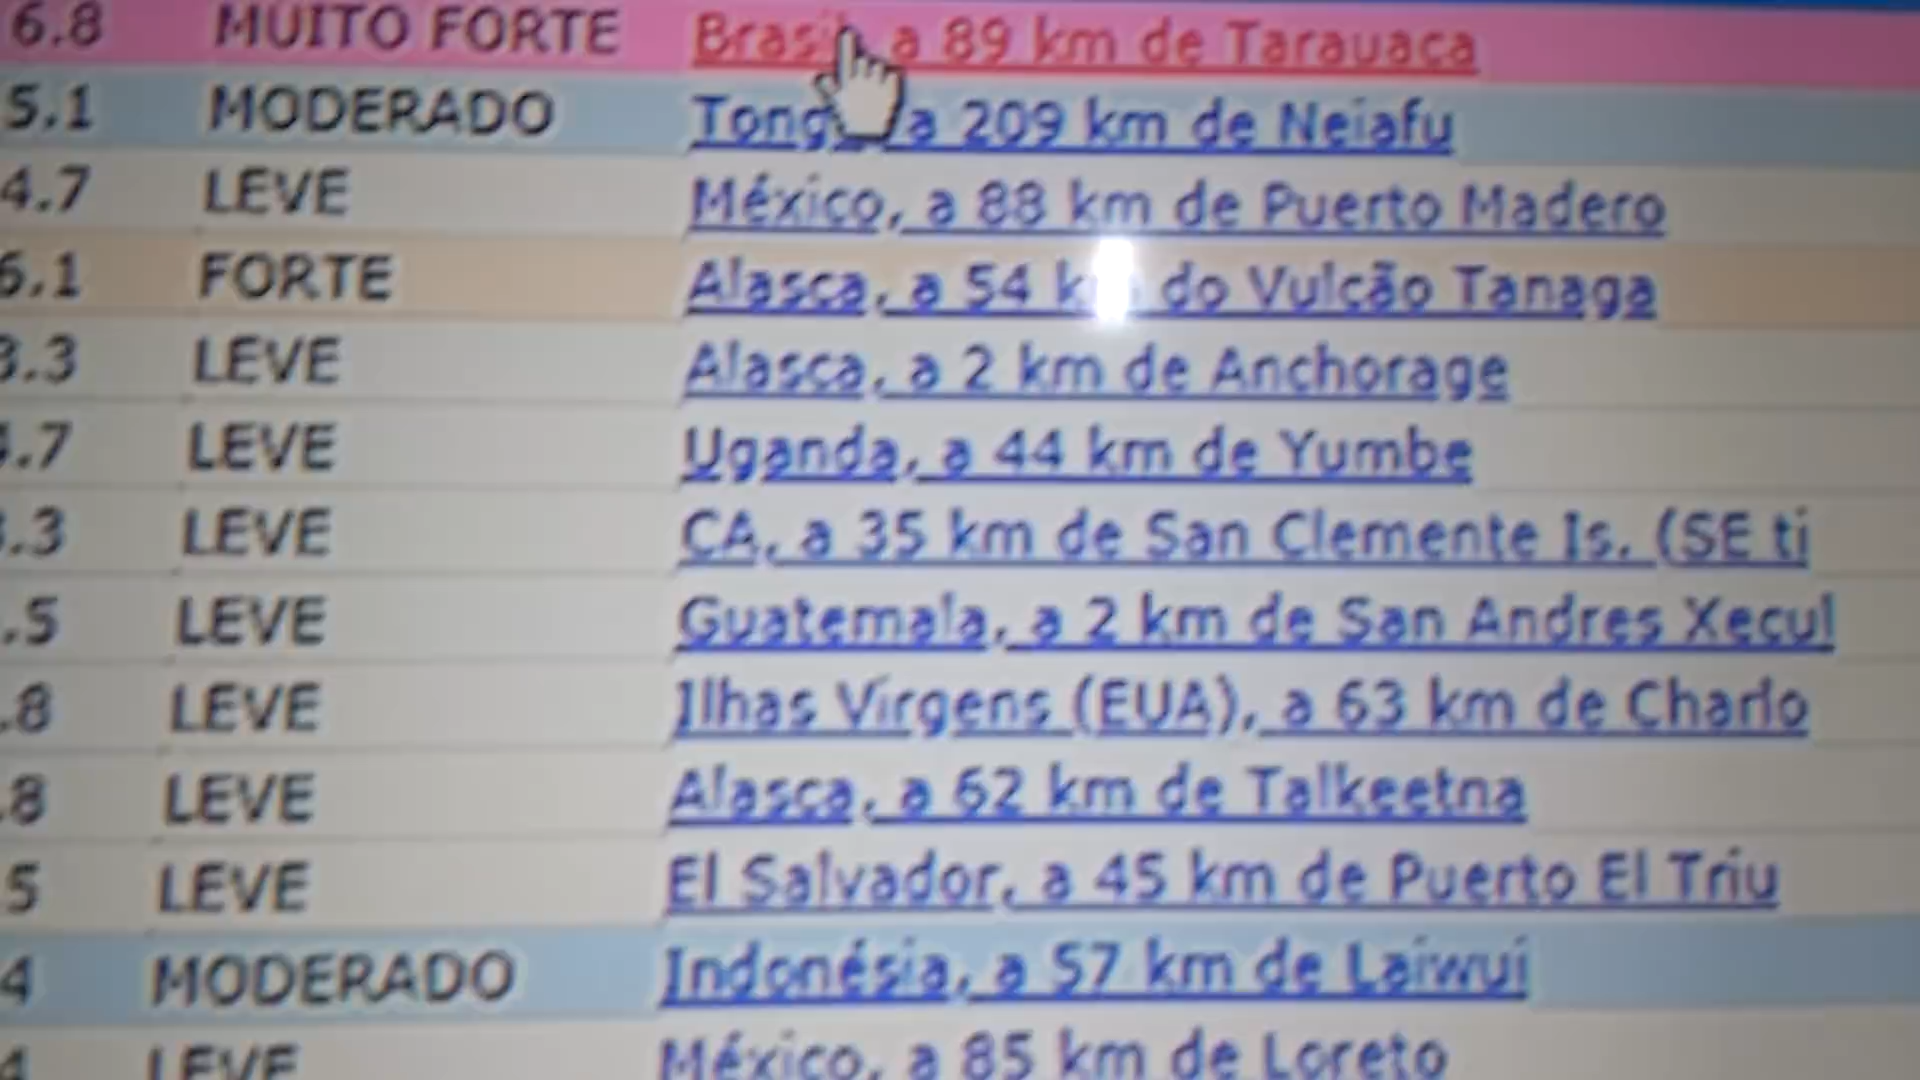 6.8 MUITO FORTE Brasil, a 89 km de Tarauaca
5.1 MODERADO Tonga, a 209 km de Neiafu
4.7 LEVE México, a 88 km de Puerto Madero
6.1 FORTE Alasca, a 54 km do Vulcão Tanaga
3.3 LEVE Alasca, a 2 km de Anchorage
.7 LEVE Uganda, a 44 km de Yumbe
.3 LEVE CA, a 35 km de San Clemente Is. (SE ti
.5 LEVE Guatemala, a 2 km de San Andres Xecul
.8 LEVE Ilhas Virgens (EUA), a 63 km de Charlo
.8 LEVE Alasca, a 62 km de Talkeetna
5 LEVE El Salvador, a 45 km de Puerto El Triu
4 MODERADO Indonésia, a 57 km de Laiwui
4 LEVE México, a 85 km de Loreto